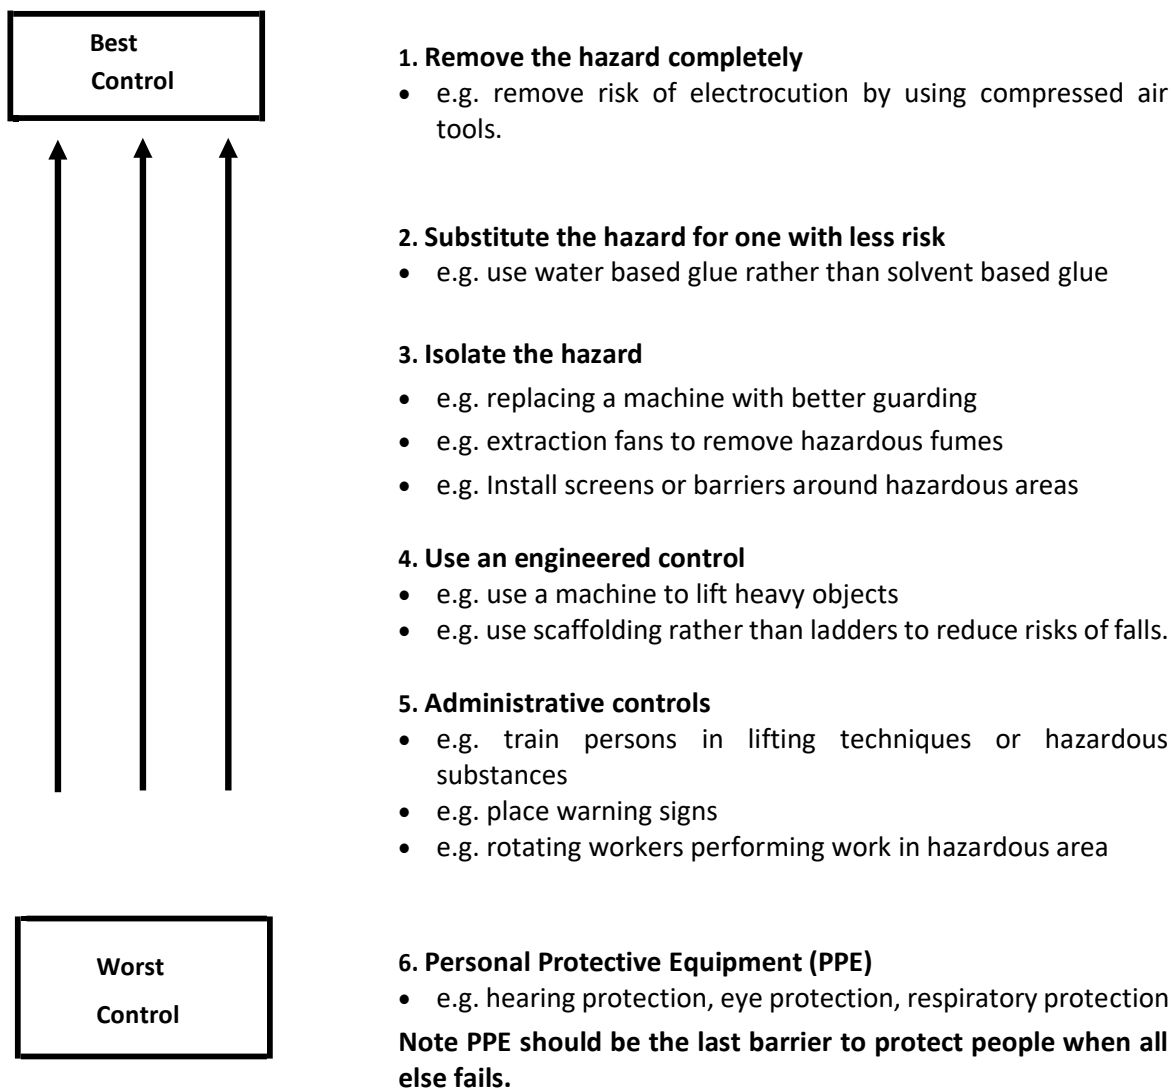 Best
Control
1. Remove the hazard completely
• e.g. remove risk of electrocution by using compressed air
tools.
2. Substitute the hazard for one with less risk
• e.g. use water based glue rather than solvent based glue
3. Isolate the hazard
• e.g. replacing a machine with better guarding
• e.g. extraction fans to remove hazardous fumes
• e.g. Install screens or barriers around hazardous areas
4. Use an engineered control
• e.g. use a machine to lift heavy objects
• e.g. use scaffolding rather than ladders to reduce risks of falls.
5. Administrative controls
• e.g. train persons in lifting techniques or hazardous
substances
• e.g. place warning signs
• e.g. rotating workers performing work in hazardous area
Worst
Control
6. Personal Protective Equipment (PPE)
• e.g. hearing protection, eye protection, respiratory protection
Note PPE should be the last barrier to protect people when all
else fails.